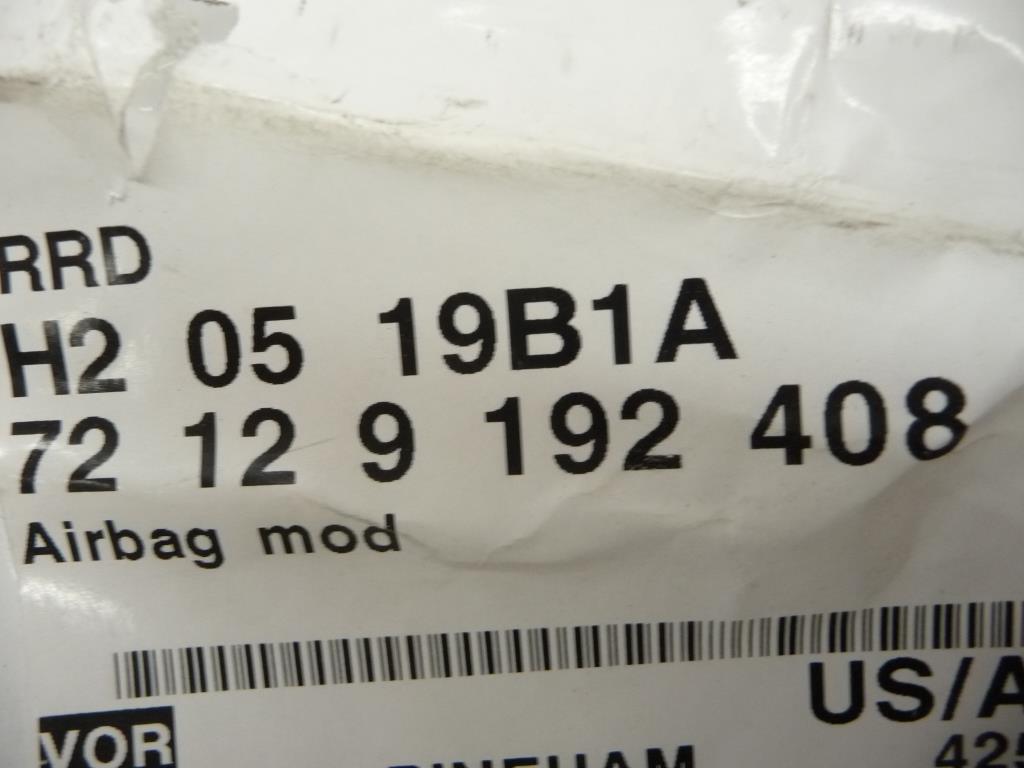 RRD
H2 05 19B1A
72 12 9 192 408
Airbag mod
US/A
VOR
425